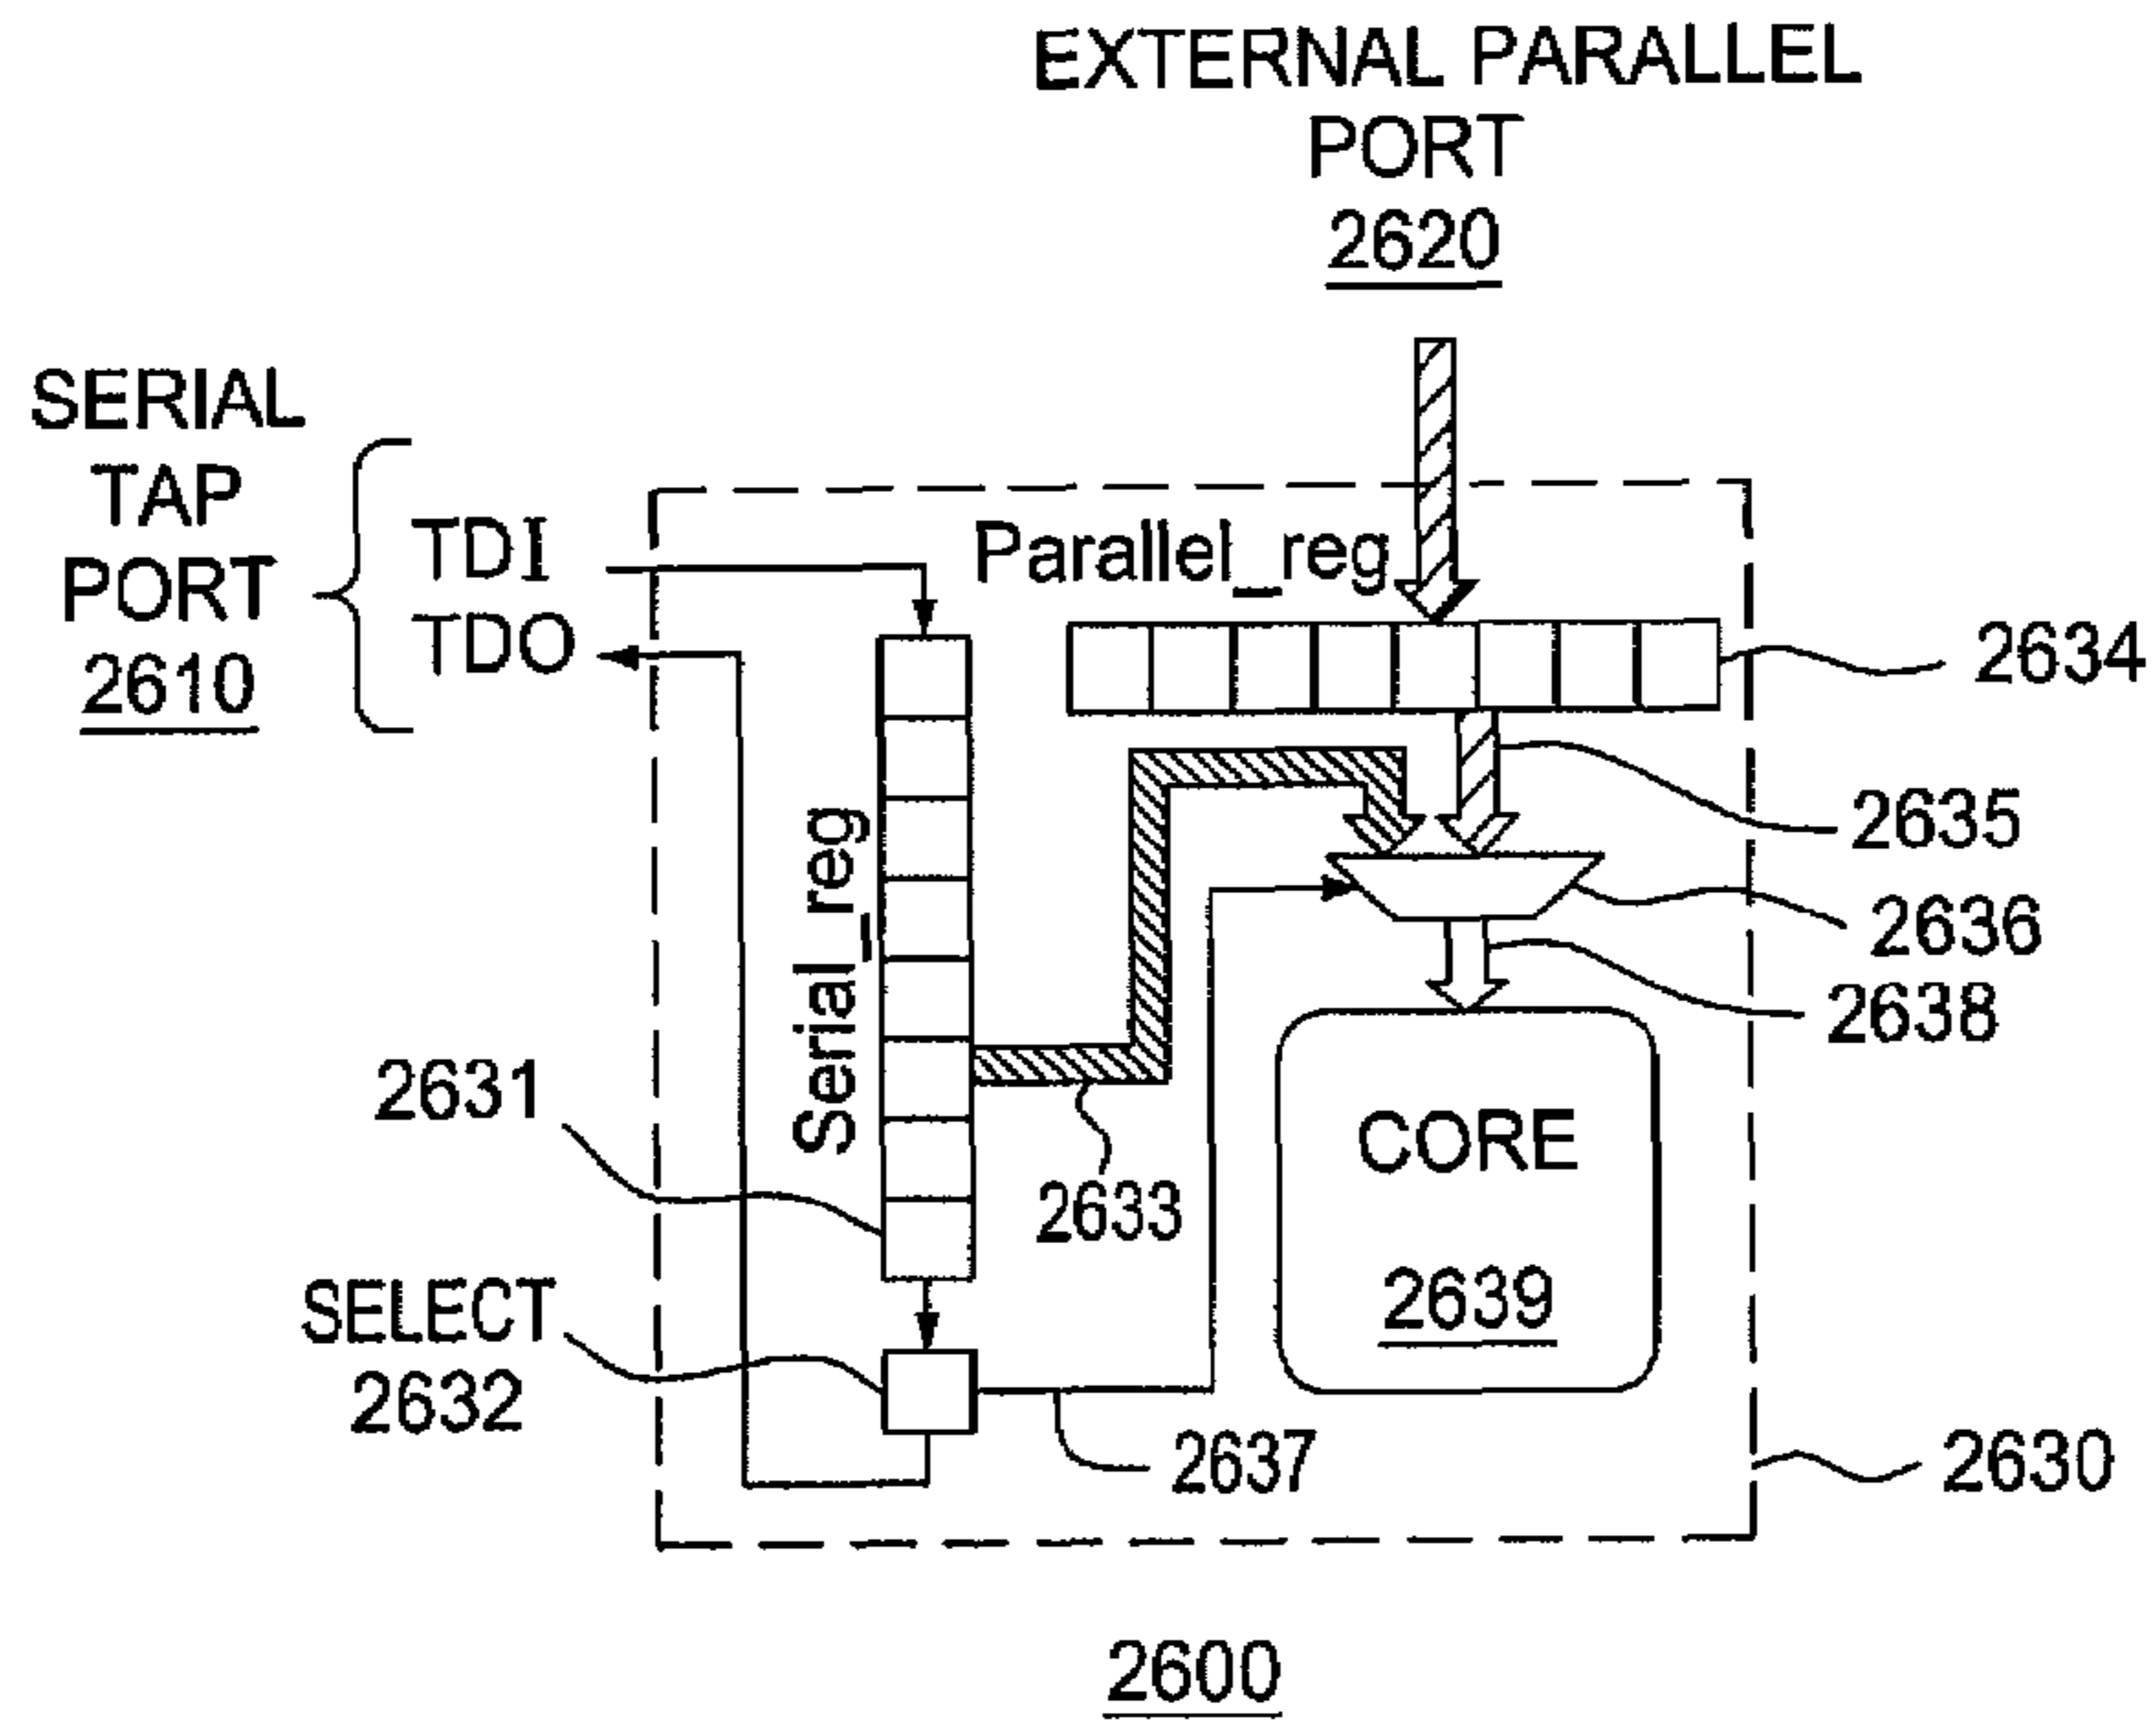 EXTERNAL PARALLEL
PORT
2620
SERIAL
TAP
PORT
2610
TDI
TDO
Parallel_reg
2634
2635
2636
2638
Serial_reg
2631
2633
CORE
2639
SELECT
2632
2637
2630
2600